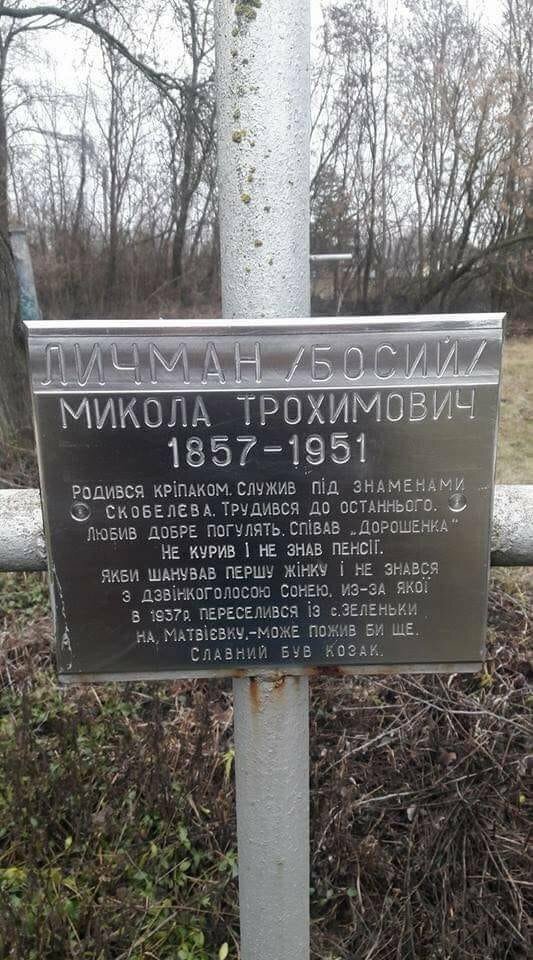 ЛИЧМАН /БОСИЙ/
МИКОЛА ТРОХИМОВИЧ
1857-1951
РОДИВСЯ КРІПАКОМ. СЛУЖИВ ПІД ЗНАМЕНАМИ
СКОБЕЛЕВА. ТРУДИВСЯ ДО ОСТАННЬОГО.
ЛЮБИВ ДОБРЕ ПОГУЛЯТЬ. СПІВАВ „ДОРОШЕНКА“
НЕ КУРИВ І НЕ ЗНАВ ПЕНСІЇ.
ЯКБИ ШАНУВАВ ПЕРШУ ЖІНКУ І НЕ ЗНАВСЯ
З ДЗВІНКОГОЛОСОЮ СОНЕЮ, ИЗ-ЗА ЯКОЇ
В 1937р. ПЕРЕСЕЛИВСЯ ІЗ с.ЗЕЛЕНЬКИ
НА МАТВІЄВКУ,-МОЖЕ ПОЖИВ БИ ЩЕ.
СЛАВНИЙ БУВ КОЗАК.